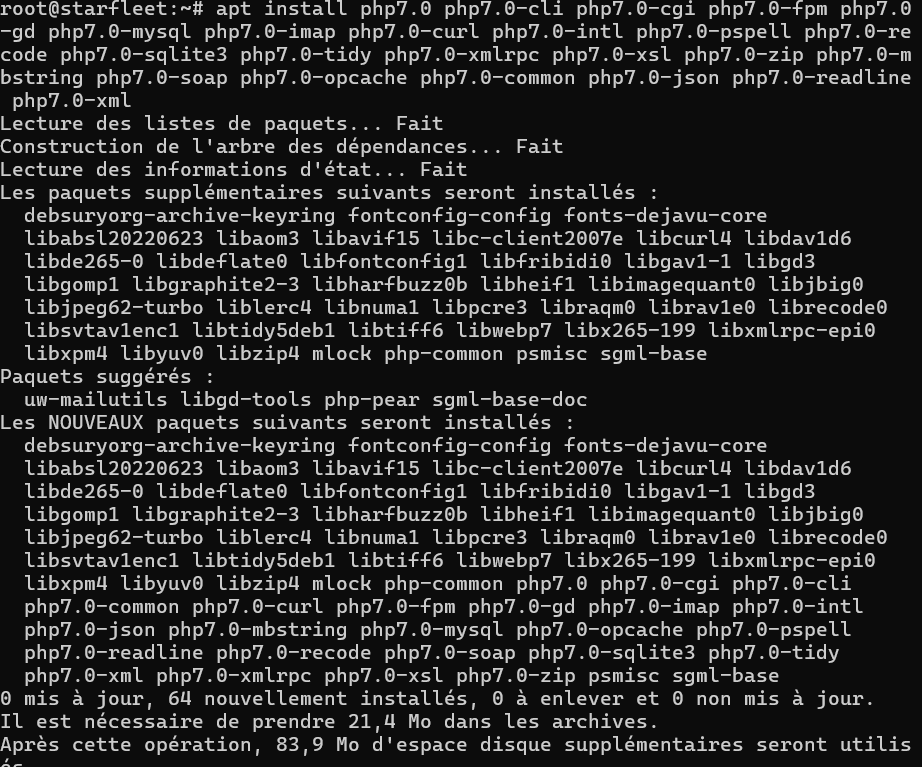 root@starfleet:~# apt install php7.0 php7.0-cli php7.0-cgi php7.0-fpm php7.0
-gd php7.0-mysql php7.0-imap php7.0-curl php7.0-intl php7.0-pspell php7.0-re
code php7.0-sqlite3 php7.0-tidy php7.0-xmlrpc php7.0-xsl php7.0-zip php7.0-m
bstring php7.0-soap php7.0-opcache php7.0-common php7.0-json php7.0-readline
 php7.0-xml
Lecture des listes de paquets... Fait
Construction de l'arbre des dépendances... Fait
Lecture des informations d'état... Fait
Les paquets supplémentaires suivants seront installés :
  debsuryorg-archive-keyring fontconfig-config fonts-dejavu-core
  libabsl20220623 libaom3 libavif15 libc-client2007e libcurl4 libdav1d6
  libde265-0 libdeflate0 libfontconfig1 libfribidi0 libgav1-1 libgd3
  libgomp1 libgraphite2-3 libharfbuzz0b libheif1 libimagequant0 libjbig0
  libjpeg62-turbo liblerc4 libnuma1 libpcre3 libraqm0 librav1e0 librecode0
  libsvtav1enc1 libtidy5deb1 libtiff6 libwebp7 libx265-199 libxmlrpc-epi0
  libxpm4 libyuv0 libzip4 mlock php-common psmisc sgml-base
Paquets suggérés :
  uw-mailutils libgd-tools php-pear sgml-base-doc
Les NOUVEAUX paquets suivants seront installés :
  debsuryorg-archive-keyring fontconfig-config fonts-dejavu-core
  libabsl20220623 libaom3 libavif15 libc-client2007e libcurl4 libdav1d6
  libde265-0 libdeflate0 libfontconfig1 libfribidi0 libgav1-1 libgd3
  libgomp1 libgraphite2-3 libharfbuzz0b libheif1 libimagequant0 libjbig0
  libjpeg62-turbo liblerc4 libnuma1 libpcre3 libraqm0 librav1e0 librecode0
  libsvtav1enc1 libtidy5deb1 libtiff6 libwebp7 libx265-199 libxmlrpc-epi0
  libxpm4 libyuv0 libzip4 mlock php-common php7.0 php7.0-cgi php7.0-cli
  php7.0-common php7.0-curl php7.0-fpm php7.0-gd php7.0-imap php7.0-intl
  php7.0-json php7.0-mbstring php7.0-mysql php7.0-opcache php7.0-pspell
  php7.0-readline php7.0-recode php7.0-soap php7.0-sqlite3 php7.0-tidy
  php7.0-xml php7.0-xmlrpc php7.0-xsl php7.0-zip psmisc sgml-base
0 mis à jour, 64 nouvellement installés, 0 à enlever et 0 non mis à jour.
Il est nécessaire de prendre 21,4 Mo dans les archives.
Après cette opération, 83,9 Mo d'espace disque supplémentaires seront utilis